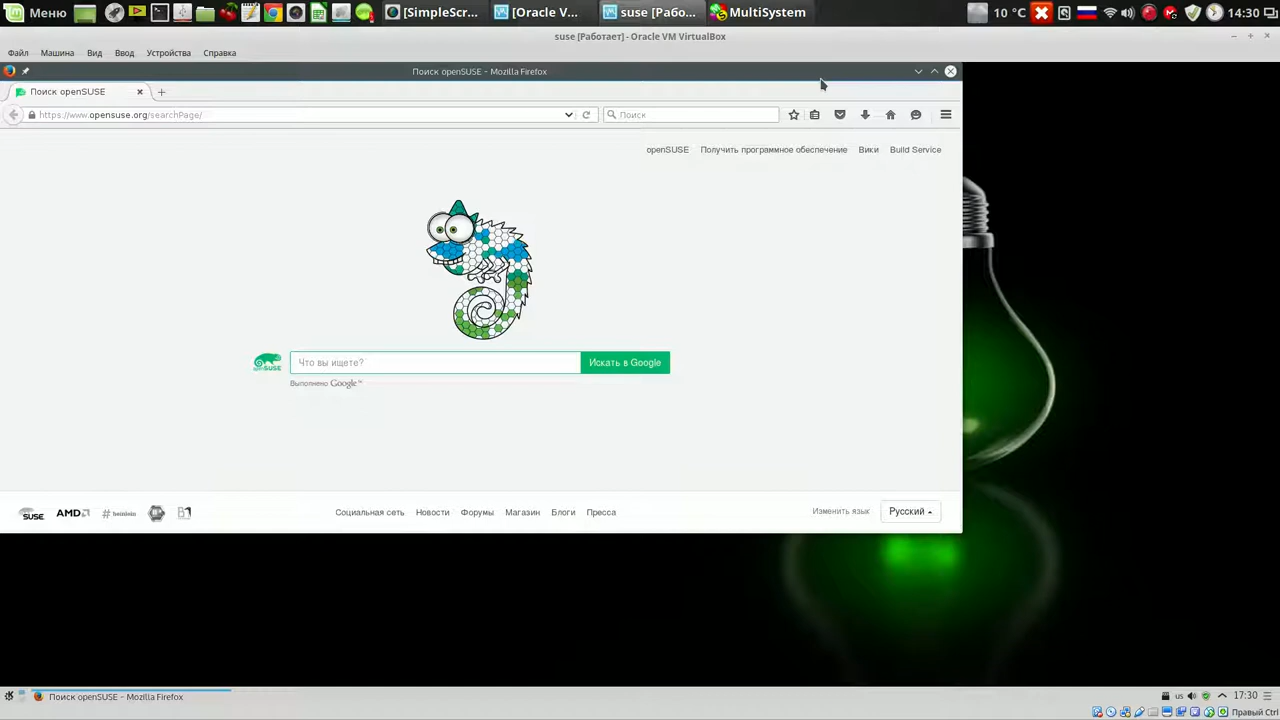 Меню
[SimpleScr...
[Oracle V...
suse [Рабо...
MultiSystem
10 °C
14:30
suse [Работает] - Oracle VM VirtualBox
Файл Машина Вид Ввод Устройства Справка
Поиск openSUSE - Mozilla Firefox
Поиск openSUSE
https://www.opensuse.org/searchPage/
Поиск
openSUSE Получить программное обеспечение Вики Build Service
openSUSE
Что вы ищете?
Искать в Google
Выполнено Google™
SUSE AMD B1
Социальная сеть Новости Форумы Магазин Блоги Пресса
Изменить язык Русский
Поиск openSUSE - Mozilla Firefox
us 17:30
Правый Ctrl